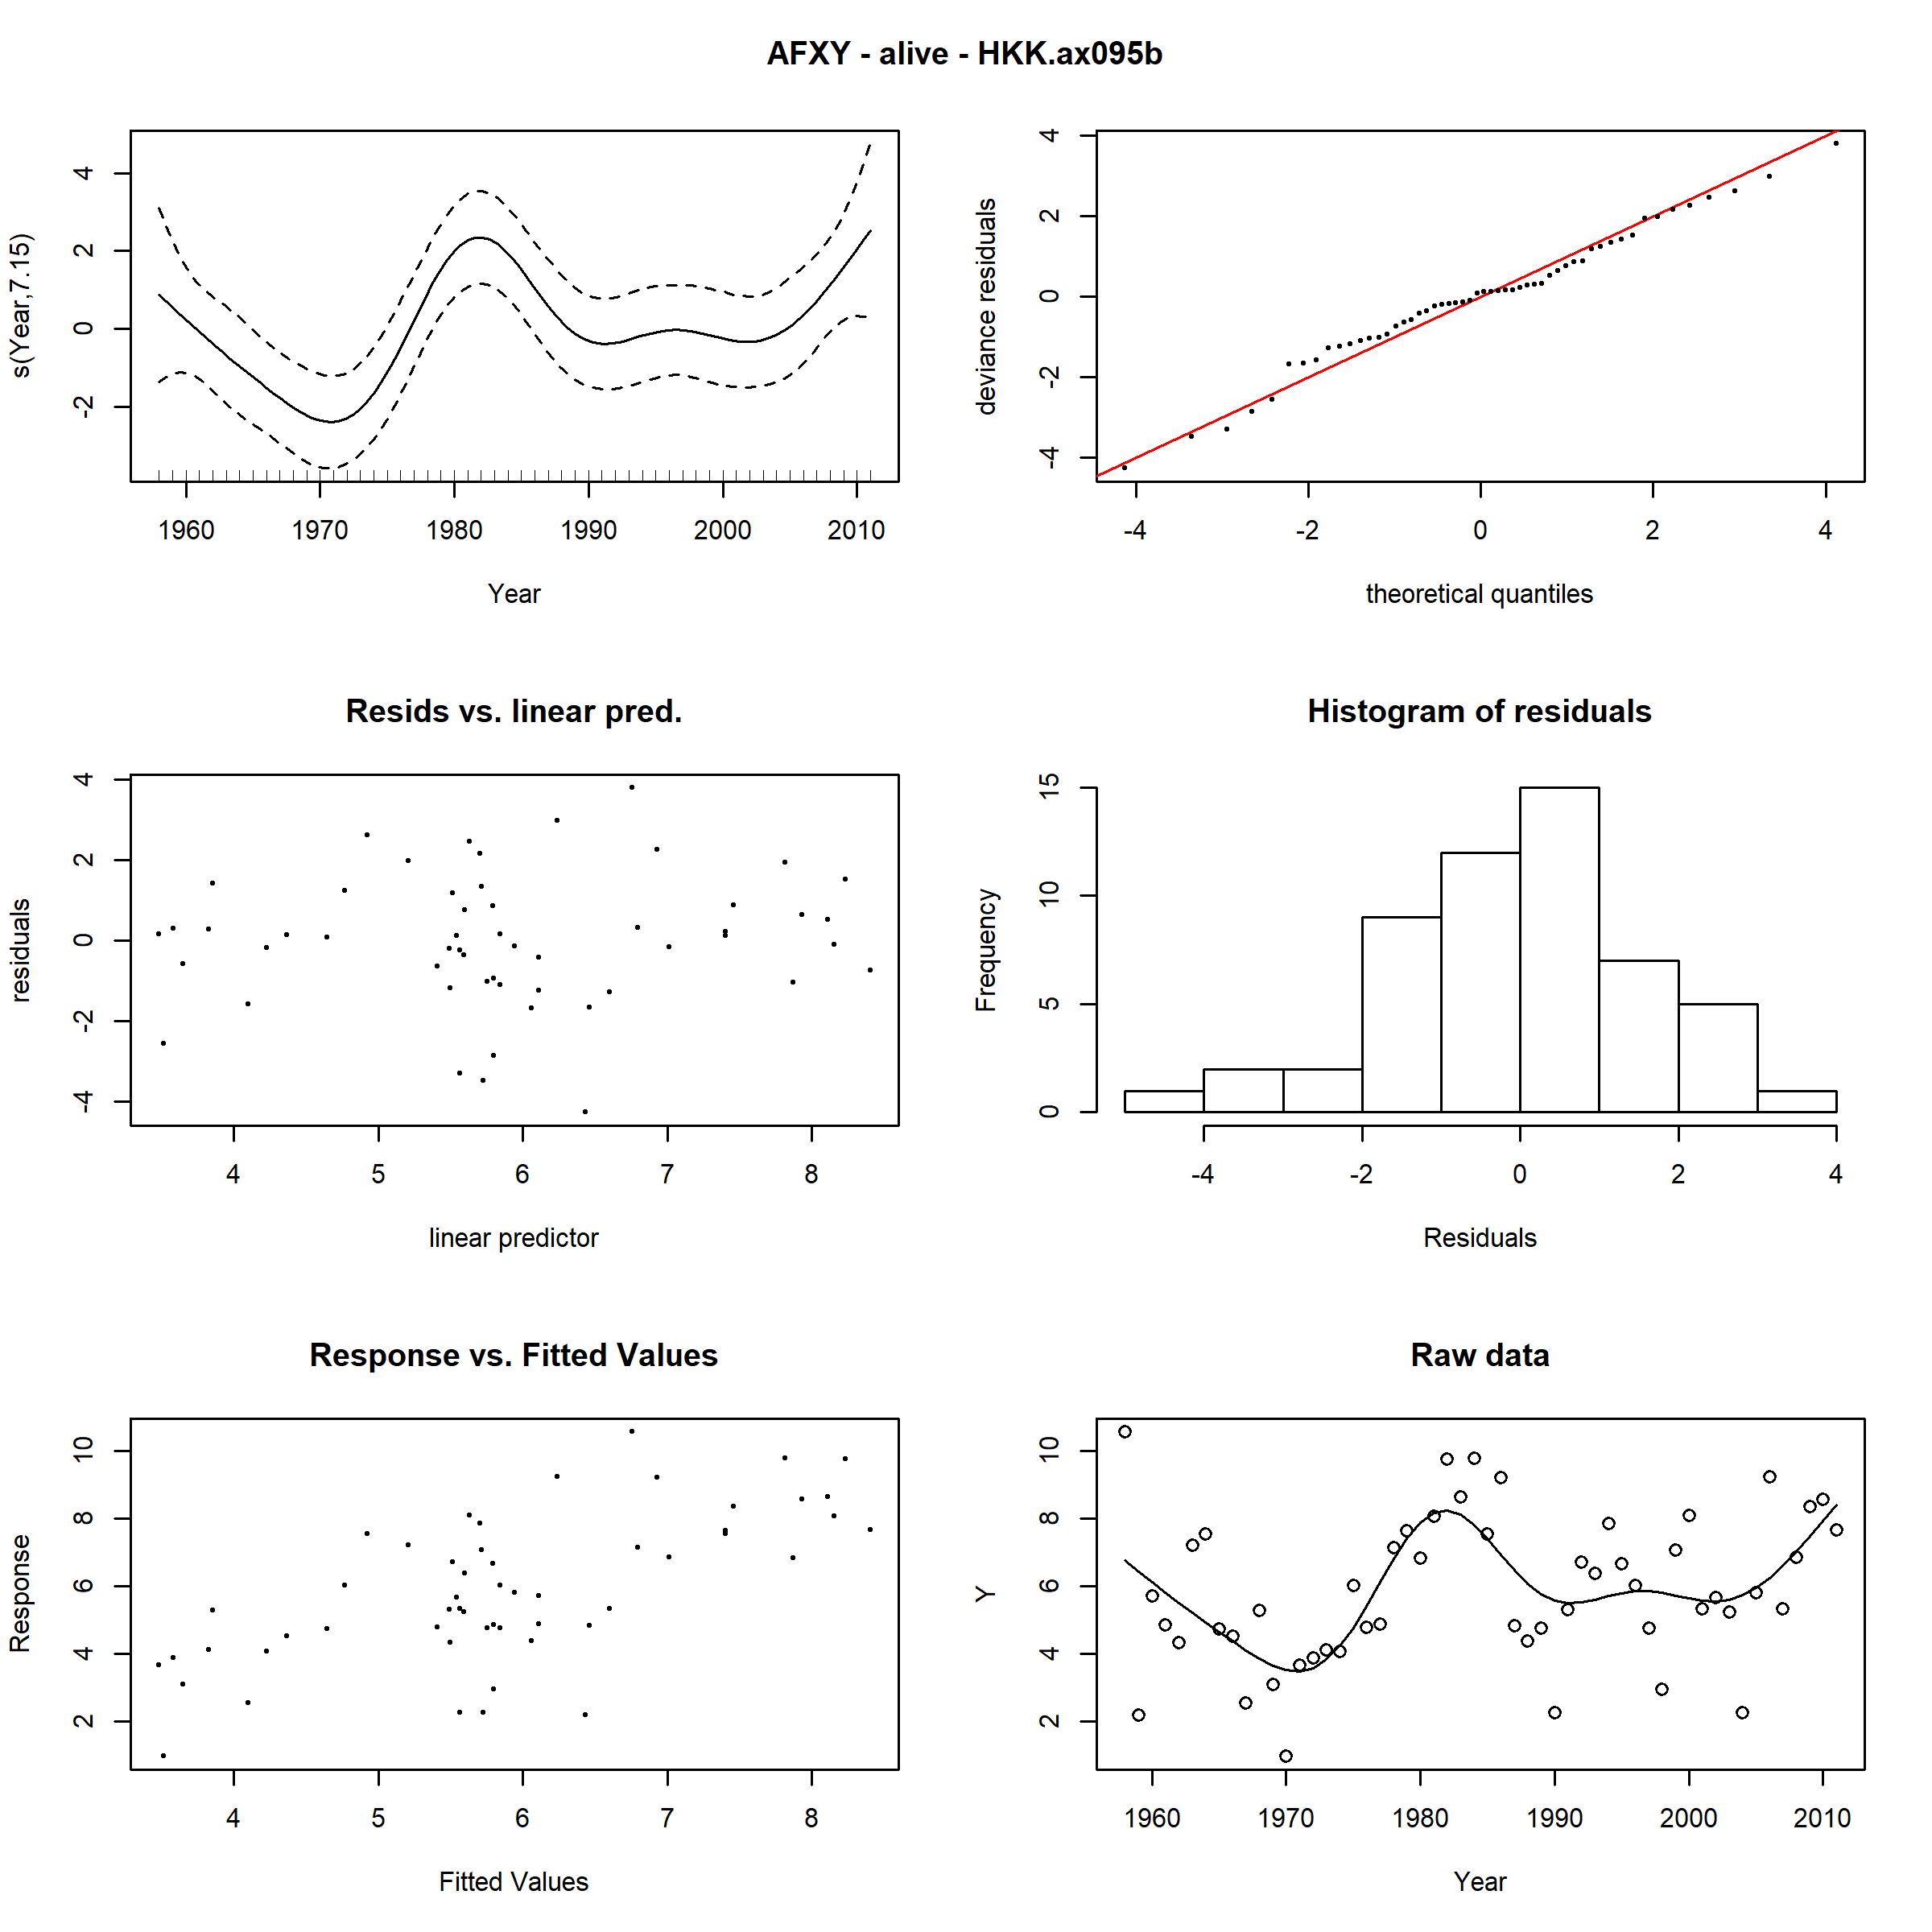 AFXY - alive - HKK.ax095b
s(Year,7.15)
4
2
0
-2
1960 1970 1980 1990 2000 2010
Year
deviance residuals
4
2
0
-2
-4
-4 -2 0 2 4
theoretical quantiles
Resids vs. linear pred.
residuals
4
2
0
-2
-4
4 5 6 7 8
linear predictor
Histogram of residuals
Frequency
15
10
5
0
-4 -2 0 2 4
Residuals
Response vs. Fitted Values
Response
10
8
6
4
2
4 5 6 7 8
Fitted Values
Raw data
Y
10
8
6
4
2
1960 1970 1980 1990 2000 2010
Year